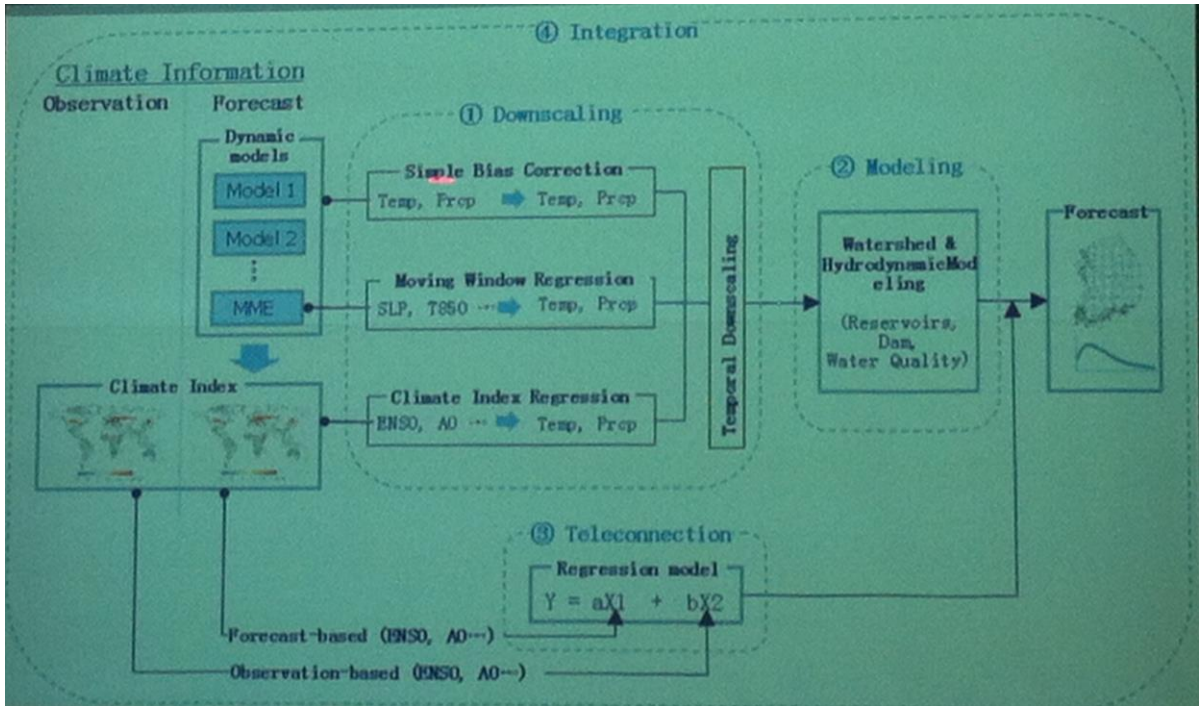 ④ Integration
Climate Information
Observation
Forecast
① Downscaling
Dynamic
models
Model 1
Model 2
MME
Simple Bias Correction
Temp, Prcp
Temp, Prcp
Moving Window Regression
SLP, T850 ...
Temp, Prcp
Climate Index Regression
ENSO, AO ...
Temp, Prcp
Temporal Downscaling
② Modeling
Watershed &
HydrodynamicMod
eling
(Reservoirs,
Dam,
Water Quality)
Forecast
Climate Index
③ Teleconnection
Regression model
Y = aX1 + bX2
Forecast-based (ENSO, AO...)
Observation-based (ENSO, AO...)